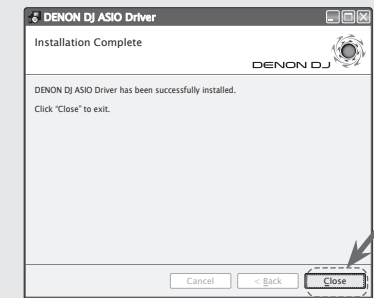 DENON DJ ASIO Driver
Installation Complete
DENON DJ
DENON DJ ASIO Driver has been successfully installed.
Click “Close” to exit.
Cancel < Back Close